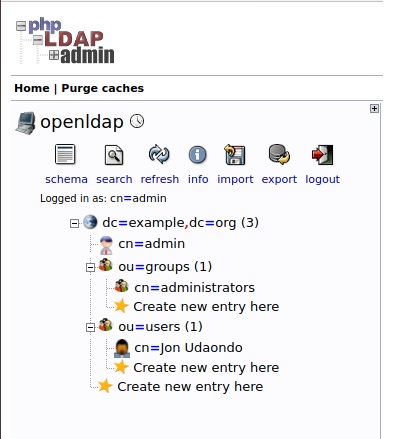 php
LDAP
admin
Home | Purge caches
openldap
schema search refresh info import export logout
Logged in as: cn=admin
dc=example,dc=org (3)
cn=admin
ou=groups (1)
cn=administrators
Create new entry here
ou=users (1)
cn=Jon Udaondo
Create new entry here
Create new entry here